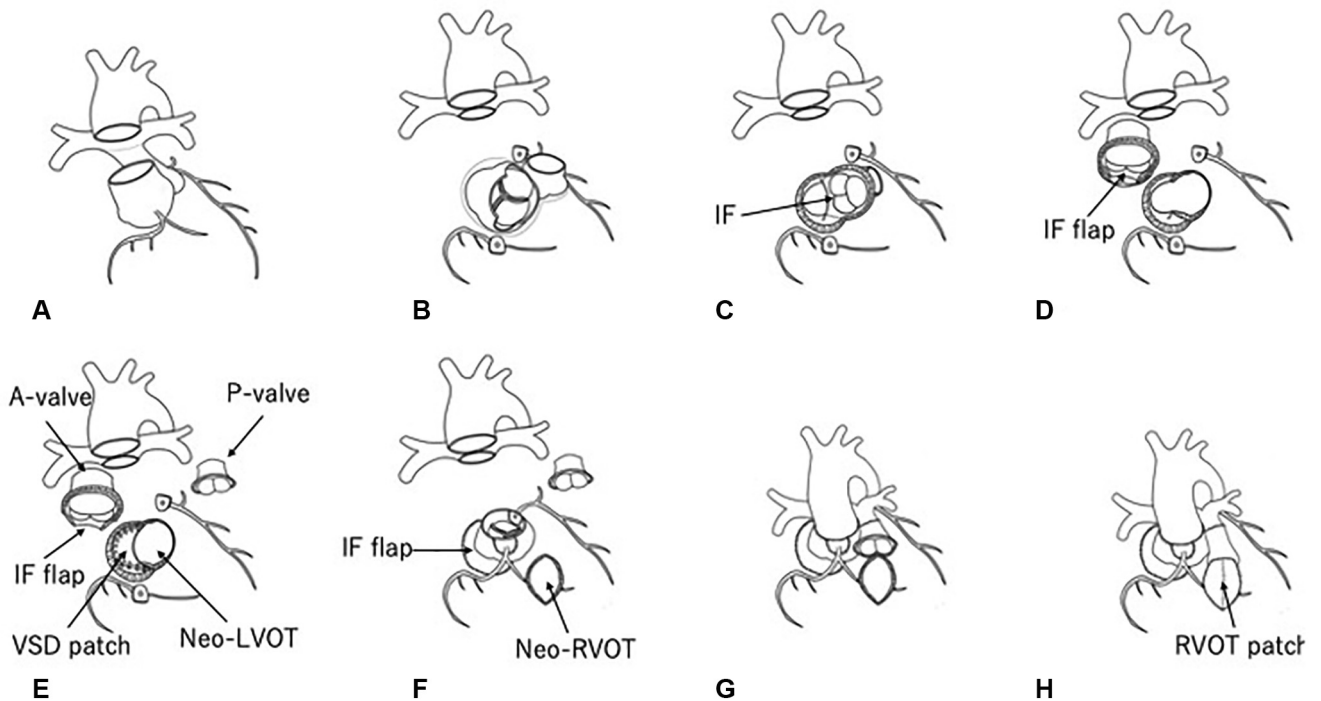 A
B
IF
C
IF flap
D
A-valve
P-valve
IF flap
VSD patch
Neo-LVOT
E
IF flap
Neo-RVOT
F
G
RVOT patch
H